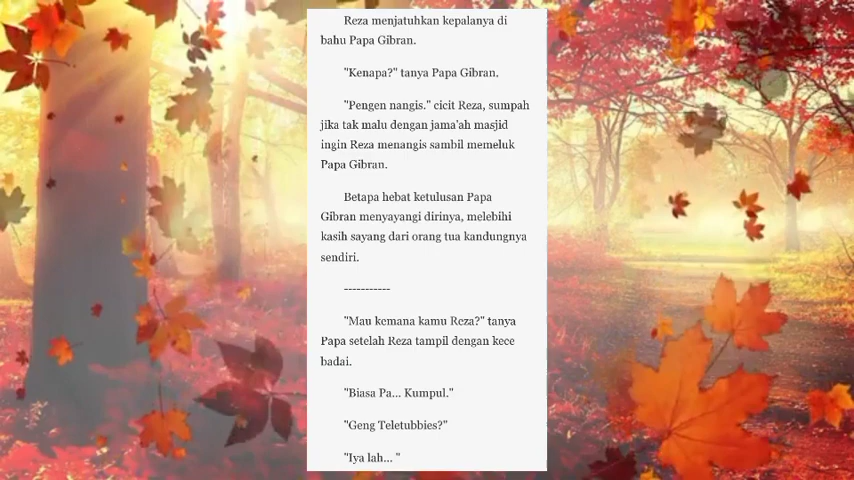 Reza menjatuhkan kepalanya di
bahu Papa Gibran.
"Kenapa?" tanya Papa Gibran.
"Pengen nangis." cicit Reza, sumpah
jika tak malu dengan jama'ah masjid
ingin Reza menangis sambil memeluk
Papa Gibran.
Betapa hebat ketulusan Papa
Gibran menyayangi dirinya, melebihi
kasih sayang dari orang tua kandungnya
sendiri.
-----------
"Mau kemana kamu Reza?" tanya
Papa setelah Reza tampil dengan kece
badai.
"Biasa Pa... Kumpul."
"Geng Teletubbies?"
"Iya lah... "